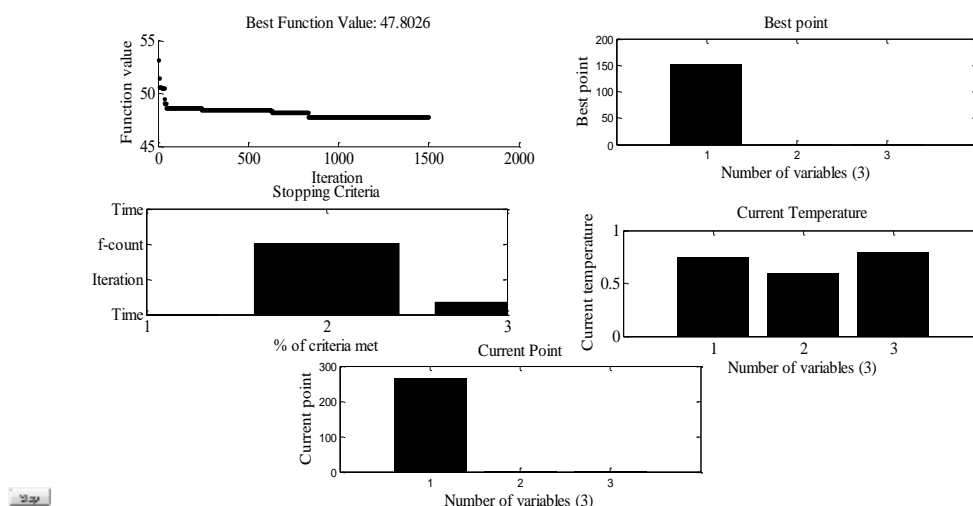 Best Function Value: 47.8026
55
50
45
Function value
0
500
1000
1500
2000
Iteration
Best point
200
150
100
50
0
Best point
1
2
3
Number of variables (3)
Stopping Criteria
Time
f-count
Iteration
Time
1
2
3
% of criteria met
Current Temperature
1
0.5
0
Current temperature
1
2
3
Number of variables (3)
Current Point
300
200
100
0
Current point
1
2
3
Number of variables (3)